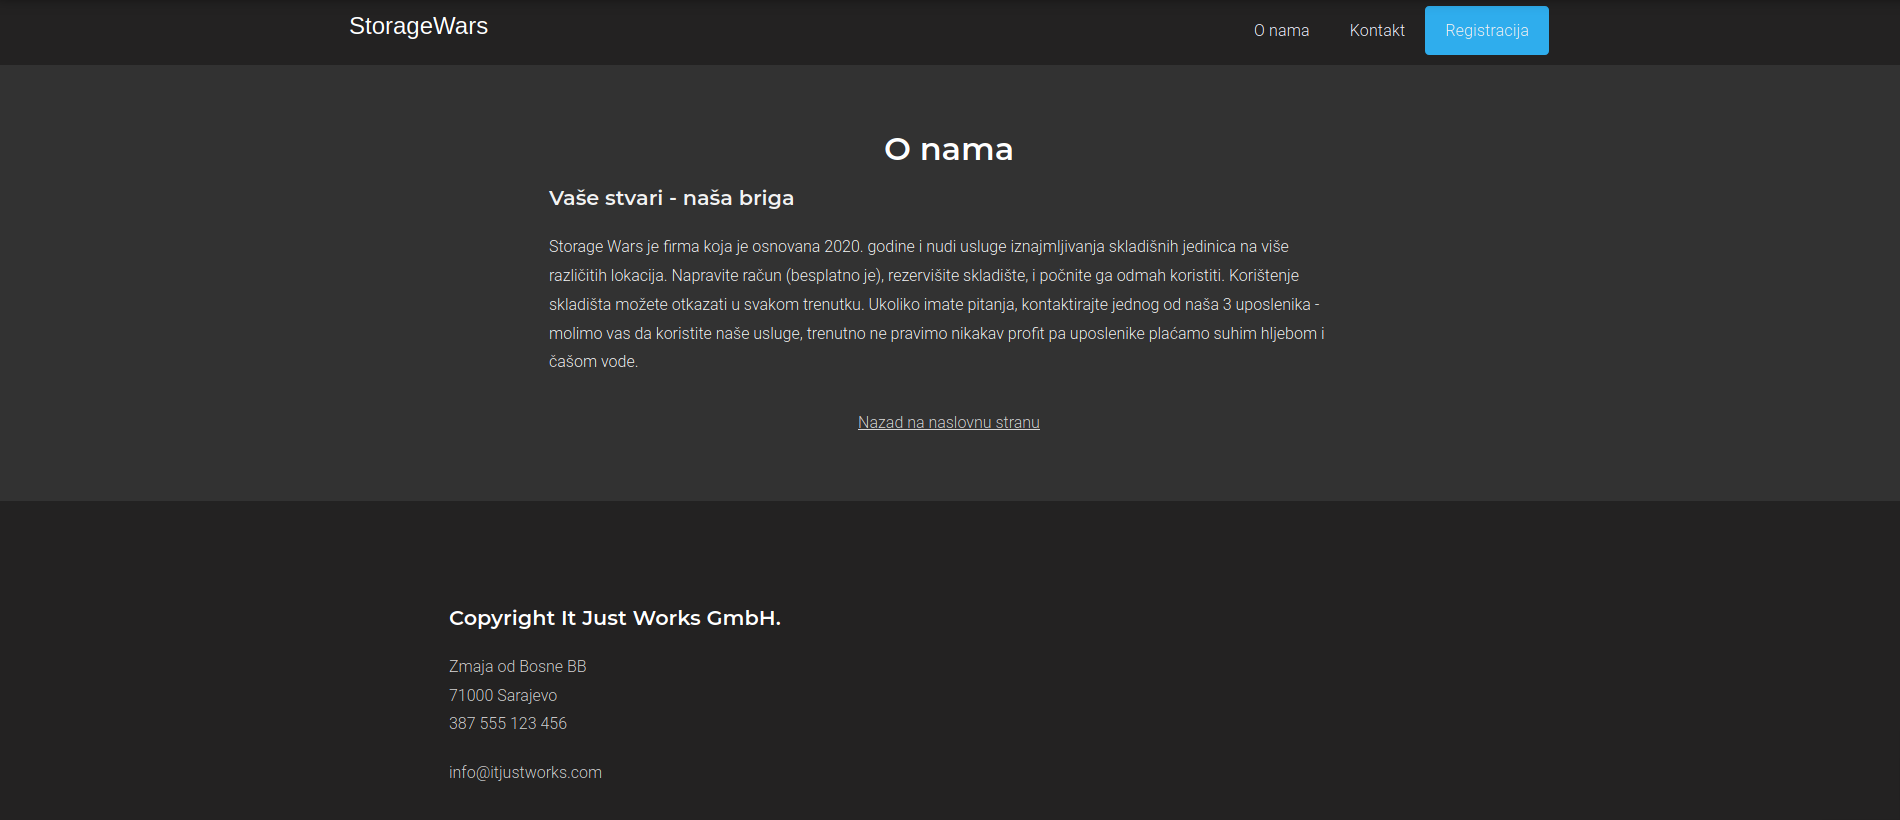 StorageWars
O nama
Kontakt
Registracija
O nama
Vaše stvari - naša briga
Storage Wars je firma koja je osnovana 2020. godine i nudi usluge iznajmljivanja skladišnih jedinica na više
različitih lokacija. Napravite račun (besplatno je), rezervišite skladište, i počnite ga odmah koristiti. Korištenje
skladišta možete otkazati u svakom trenutku. Ukoliko imate pitanja, kontaktirajte jednog od naša 3 uposlenika -
molimo vas da koristite naše usluge, trenutno ne pravimo nikakav profit pa uposlenike plaćamo suhim hljebom i
čašom vode.
Nazad na naslovnu stranu
Copyright It Just Works GmbH.
Zmaja od Bosne BB
71000 Sarajevo
387 555 123 456
info@itjustworks.com